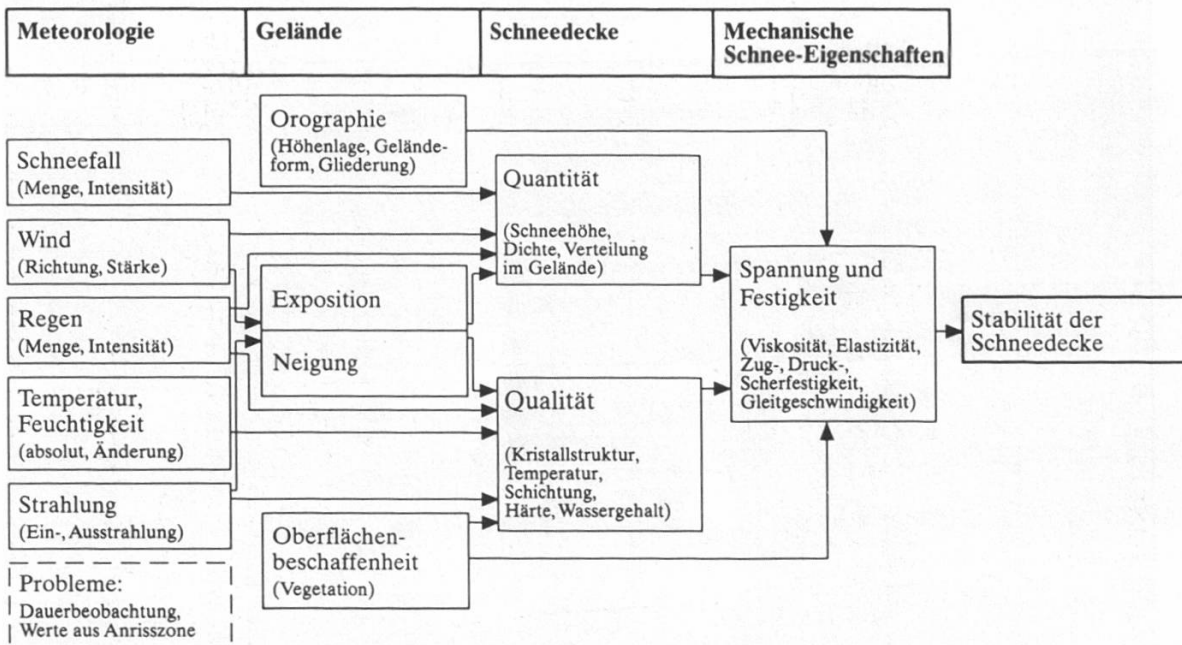 Meteorologie
Gelände
Schneedecke
Mechanische
Schnee-Eigenschaften
Orographie
(Höhenlage, Gelände-
form, Gliederung)
Schneefall
(Menge, Intensität)
Wind
(Richtung, Stärke)
Regen
(Menge, Intensität)
Temperatur,
Feuchtigkeit
(absolut, Änderung)
Strahlung
(Ein-, Ausstrahlung)
Probleme:
Dauerbeobachtung,
Werte aus Anrisszone
Exposition
Neigung
Oberflächen-
beschaffenheit
(Vegetation)
Quantität
(Schneehöhe,
Dichte, Verteilung
im Gelände)
Qualität
(Kristallstruktur,
Temperatur,
Schichtung,
Härte, Wassergehalt)
Spannung und
Festigkeit
(Viskosität, Elastizität,
Zug-, Druck-,
Scherfestigkeit,
Gleitgeschwindigkeit)
Stabilität der
Schneedecke